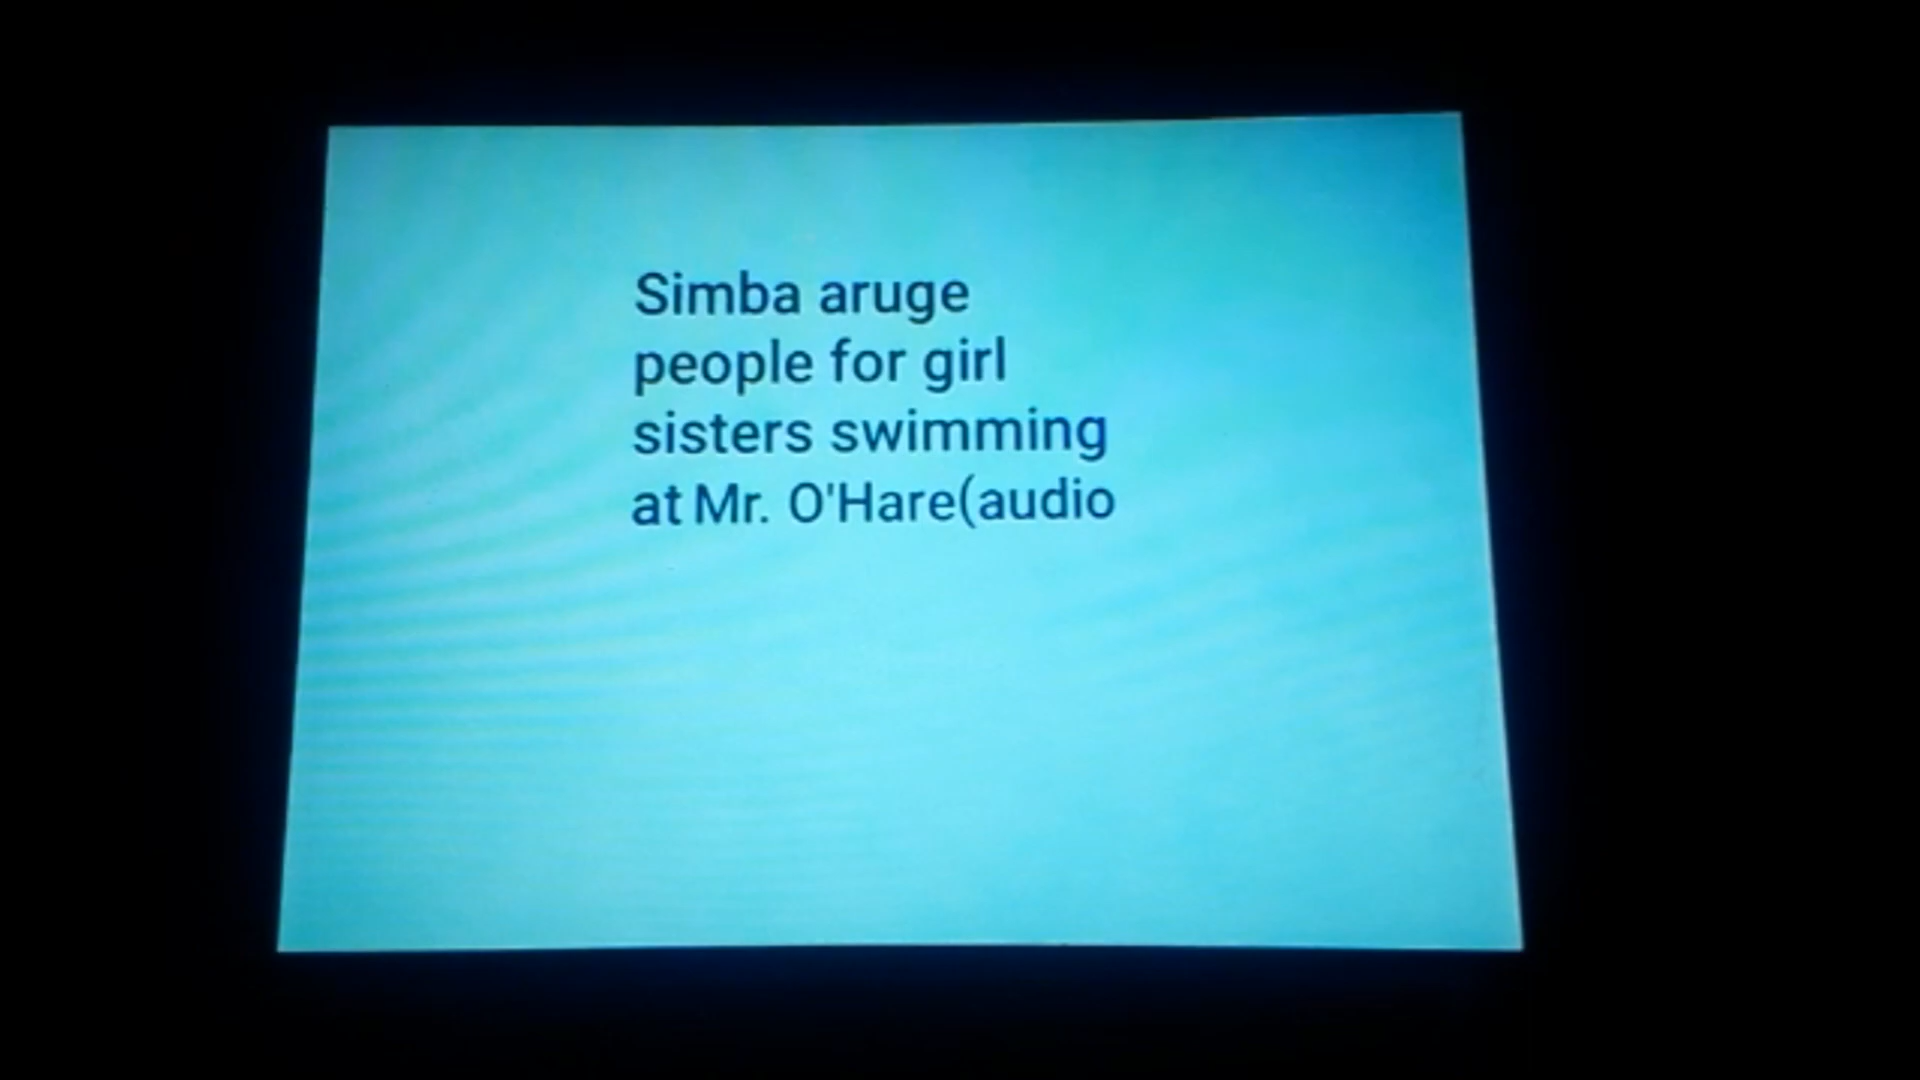 Simba aruge
people for girl
sisters swimming
at Mr. O'Hare(audio